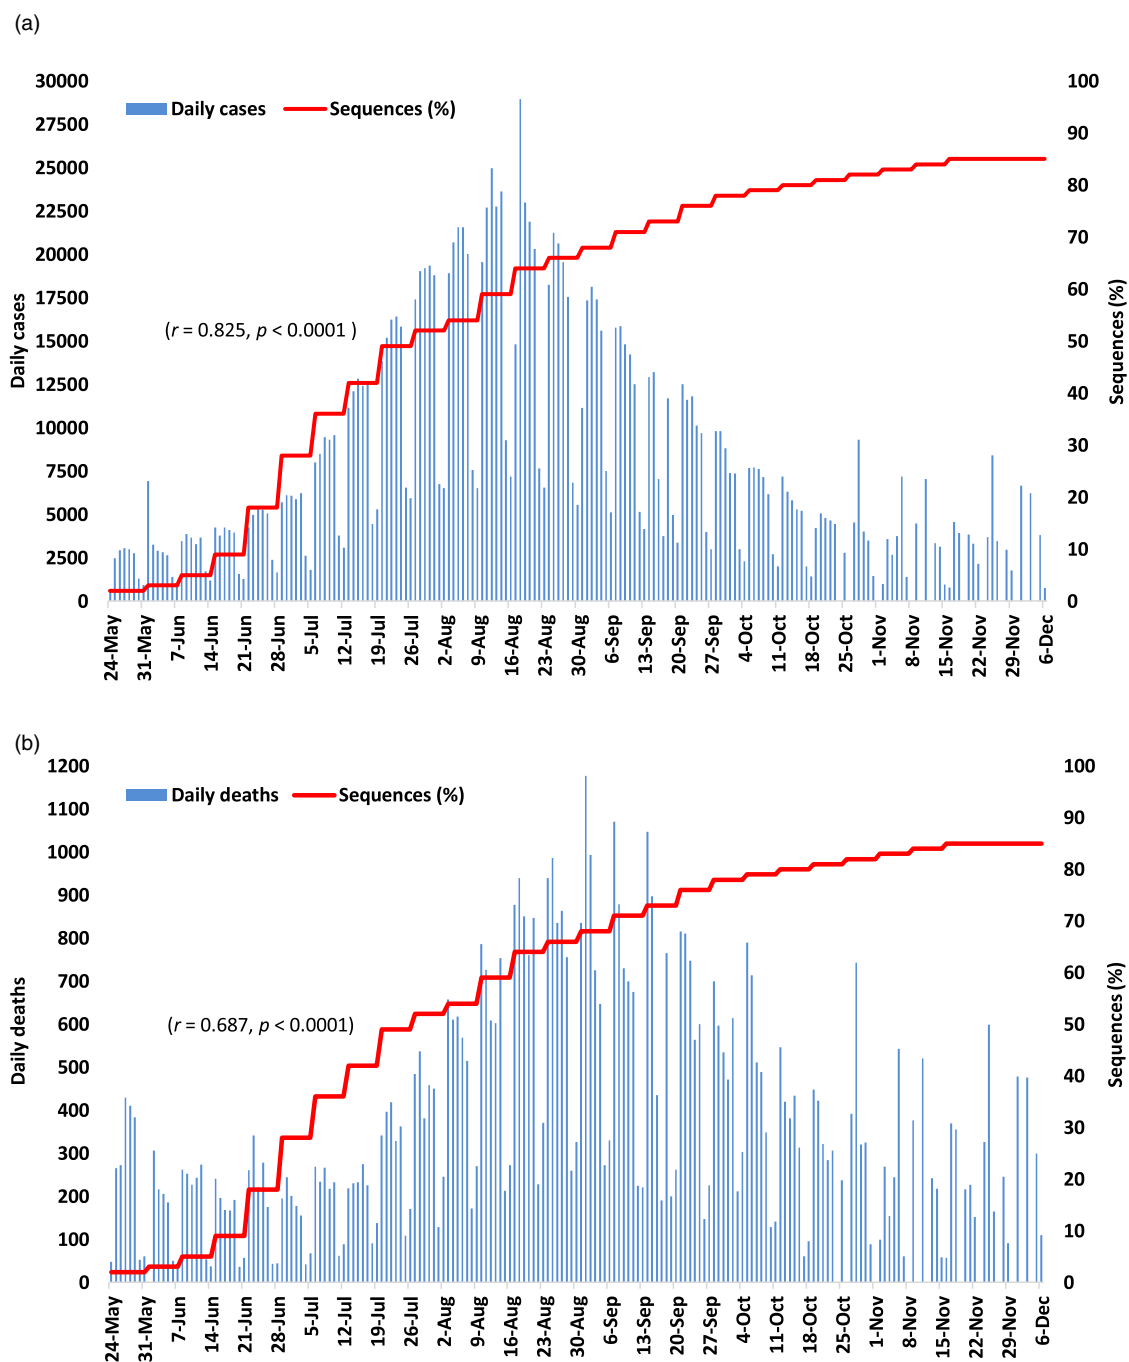 (a)
Daily cases
Sequences (%)
30000
27500
25000
22500
20000
17500
15000
12500
10000
7500
5000
2500
0
100
90
80
70
60
50
40
30
20
10
0
Daily cases
Sequences (%)
(r = 0.825, p < 0.0001 )
24-May
31-May
7-Jun
14-Jun
21-Jun
28-Jun
5-Jul
12-Jul
19-Jul
26-Jul
2-Aug
9-Aug
16-Aug
23-Aug
30-Aug
6-Sep
13-Sep
20-Sep
27-Sep
4-Oct
11-Oct
18-Oct
25-Oct
1-Nov
8-Nov
15-Nov
22-Nov
29-Nov
6-Dec
(b)
Daily deaths
Sequences (%)
1200
1100
1000
900
800
700
600
500
400
300
200
100
0
100
90
80
70
60
50
40
30
20
10
0
Daily deaths
Sequences (%)
(r = 0.687, p < 0.0001)
24-May
31-May
7-Jun
14-Jun
21-Jun
28-Jun
5-Jul
12-Jul
19-Jul
26-Jul
2-Aug
9-Aug
16-Aug
23-Aug
30-Aug
6-Sep
13-Sep
20-Sep
27-Sep
4-Oct
11-Oct
18-Oct
25-Oct
1-Nov
8-Nov
15-Nov
22-Nov
29-Nov
6-Dec